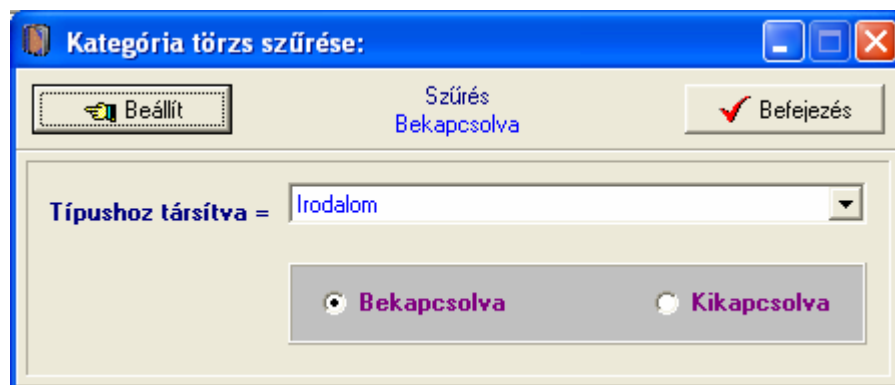 Kategória törzs szűrése:
Beállít
Szűrés
Bekapcsolva
Befejezés
Típushoz társítva =
Irodalom
Bekapcsolva
Kikapcsolva